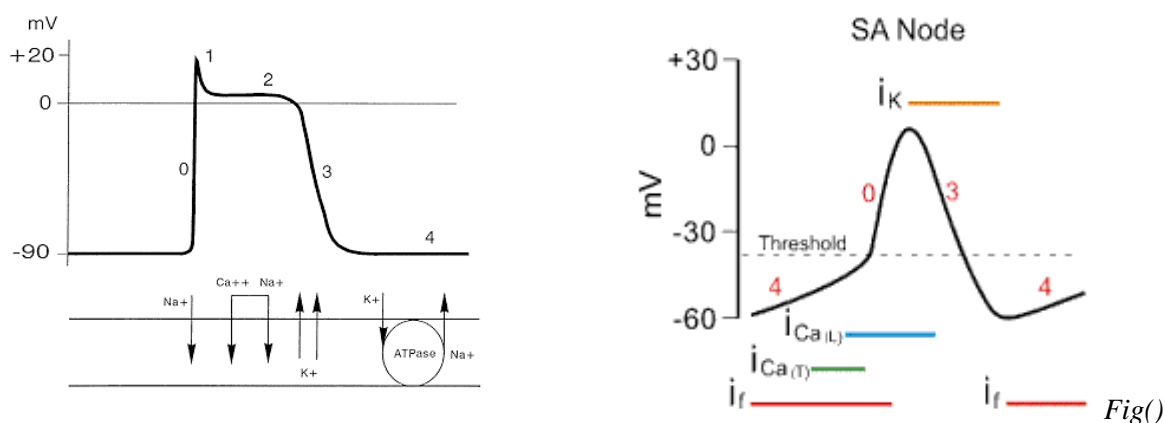 mV
+20
1
2
0
0
3
-90
4
Na+
Ca++ Na+
K+
K+
ATPase
Na+
SA Node
+30
iK
0
0
3
mV
-30
Threshold
4
4
-60
iCa(L)
iCa(T)
if
if
Fig()